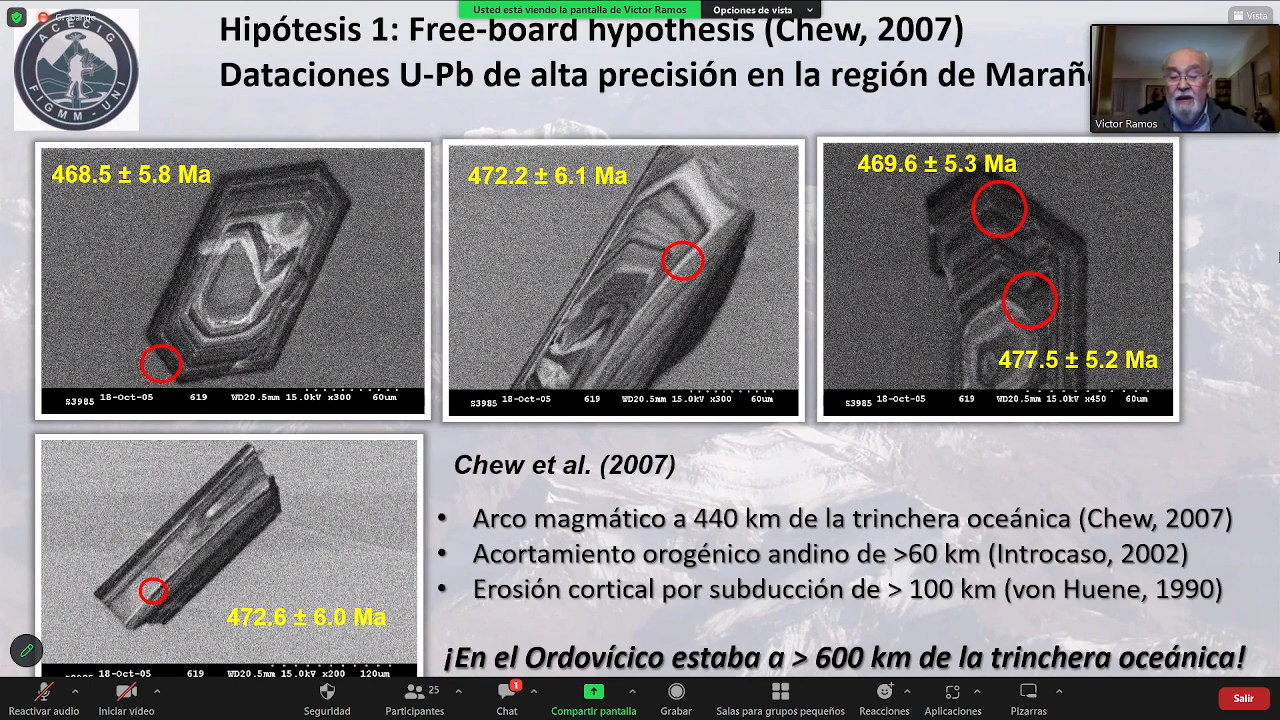 Usted está viendo la pantalla de Victor Ramos
Opciones de vista
Grabando
Vista
ACEGIG
FIGMM - UNI
Hipótesis 1: Free-board hypothesis (Chew, 2007)
Dataciones U-Pb de alta precisión en la región de Marañ
Victor Ramos
468.5 ± 5.8 Ma
S3985 18-Oct-05 619 WD20.5mm 15.0kV x300 60um
472.2 ± 6.1 Ma
S3985 18-Oct-05 619 WD20.5mm 15.0kV x300 60um
469.6 ± 5.3 Ma
477.5 ± 5.2 Ma
S3985 18-Oct-05 619 WD20.5mm 15.0kV x450 60um
472.6 ± 6.0 Ma
18-Oct-05 619 WD20.5mm 15.0kV x200 120um
Chew et al. (2007)
• Arco magmático a 440 km de la trinchera oceánica (Chew, 2007)
• Acortamiento orogénico andino de >60 km (Introcaso, 2002)
• Erosión cortical por subducción de > 100 km (von Huene, 1990)
¡En el Ordovícico estaba a > 600 km de la trinchera oceánica!
25
1
Reactivar audio
Iniciar video
Seguridad
Participantes
Chat
Compartir pantalla
Grabar
Salas para grupos pequeños
Reacciones
Aplicaciones
Pizarras
Salir